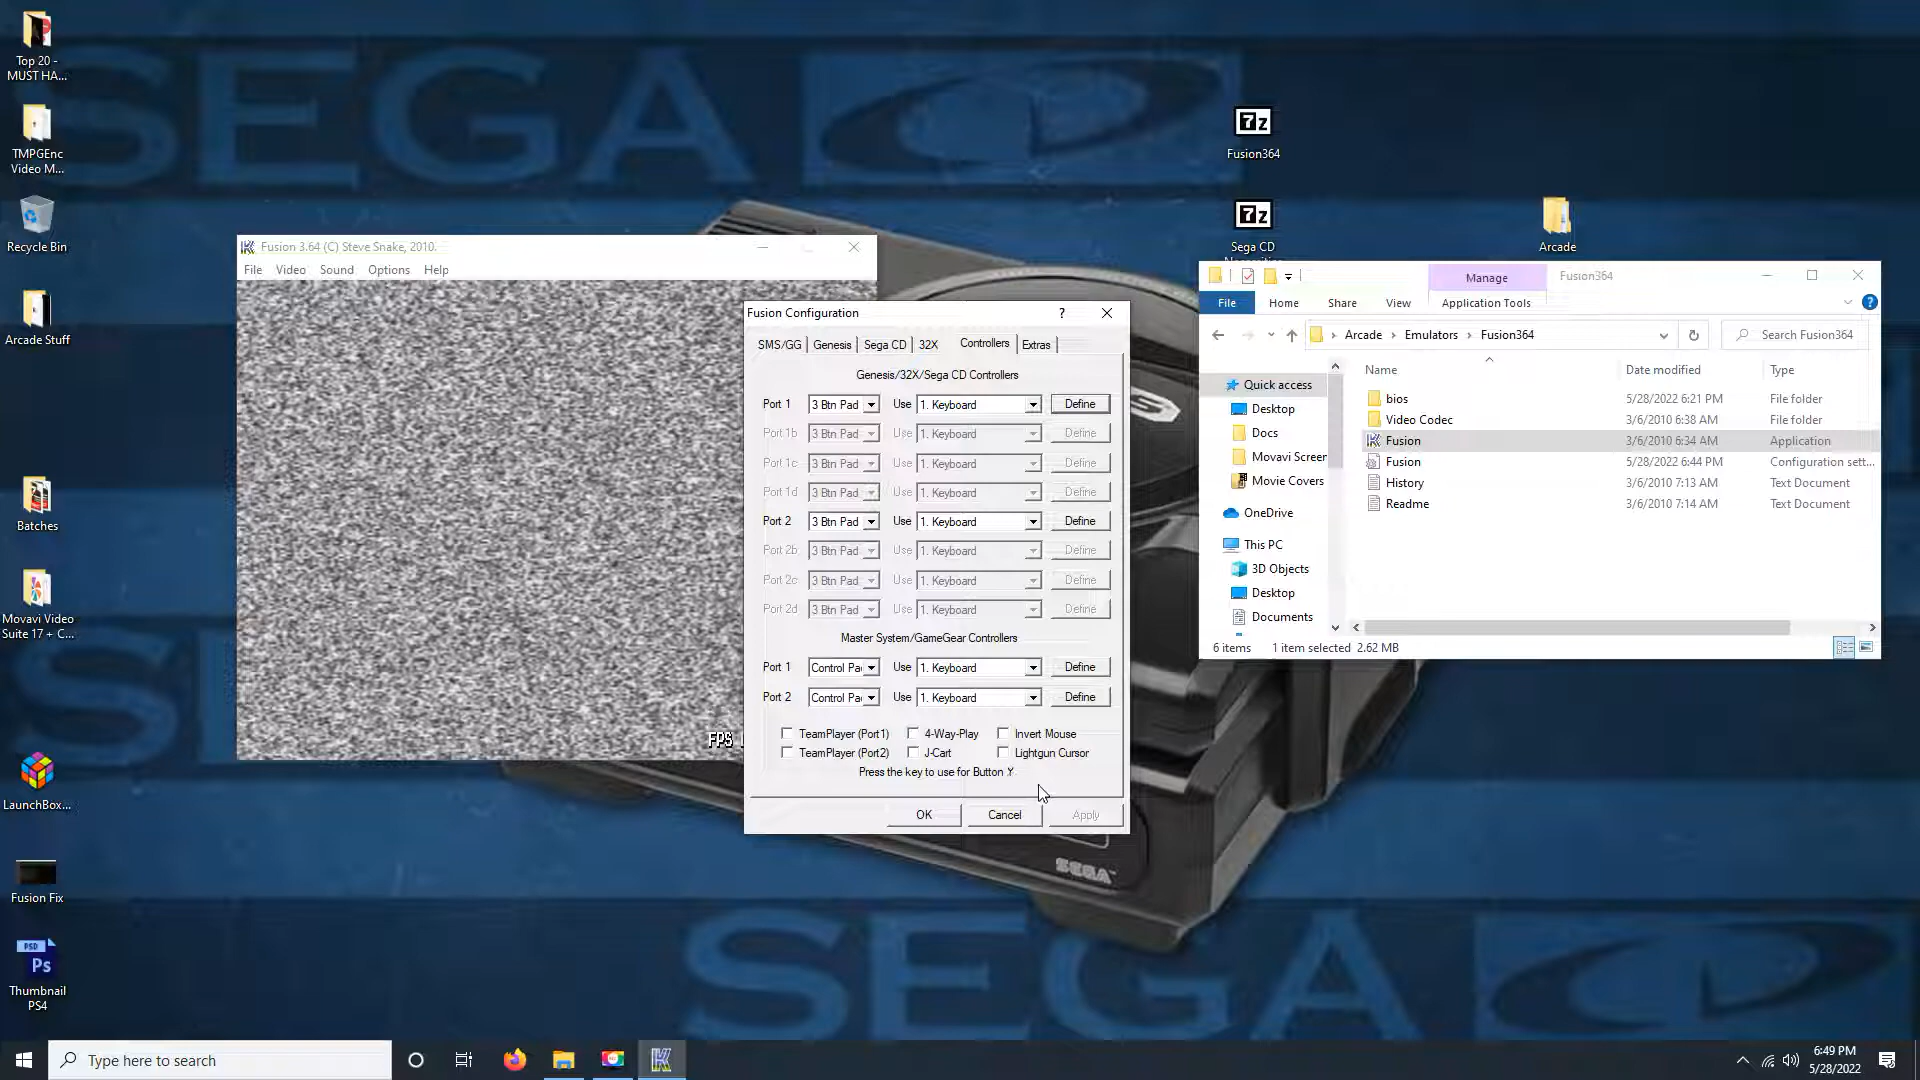 SEGA
Top 20 -
MUST HA...
TMPGEnc
Video M...
Recycle Bin
Arcade Stuff
Batches
Movavi Video
Suite 17 + C...
LaunchBox...
Fusion Fix
PSD
Ps
Thumbnail
PS4
7z
Fusion364
7z
Sega CD
Arcade
Fusion 3.64 (C) Steve Snake, 2010.
File Video Sound Options Help
FPS
Fusion Configuration
?
SMS/GG Genesis Sega CD 32X Controllers Extras
Genesis/32X/Sega CD Controllers
Port 1 3 Btn Pad Use 1. Keyboard Define
Port 1b 3 Btn Pad Use 1. Keyboard Define
Port 1c 3 Btn Pad Use 1. Keyboard Define
Port 1d 3 Btn Pad Use 1. Keyboard Define
Port 2 3 Btn Pad Use 1. Keyboard Define
Port 2b 3 Btn Pad Use 1. Keyboard Define
Port 2c 3 Btn Pad Use 1. Keyboard Define
Port 2d 3 Btn Pad Use 1. Keyboard Define
Master System/GameGear Controllers
Port 1 Control Pa Use 1. Keyboard Define
Port 2 Control Pa Use 1. Keyboard Define
TeamPlayer (Port1) 4-Way-Play Invert Mouse
TeamPlayer (Port2) J-Cart Lightgun Cursor
Press the key to use for Button Y
OK Cancel Apply
Manage Fusion364
File Home Share View Application Tools
Arcade Emulators Fusion364 Search Fusion364
Name Date modified Type
Quick access
Desktop
Docs
Movavi Screen
Movie Covers
OneDrive
This PC
3D Objects
Desktop
Documents
bios 5/28/2022 6:21 PM File folder
Video Codec 3/6/2010 6:38 AM File folder
Fusion 3/6/2010 6:34 AM Application
Fusion 5/28/2022 6:44 PM Configuration sett...
History 3/6/2010 7:13 AM Text Document
Readme 3/6/2010 7:14 AM Text Document
6 items 1 item selected 2.62 MB
SEGA
SEGA
Type here to search
6:49 PM
5/28/2022